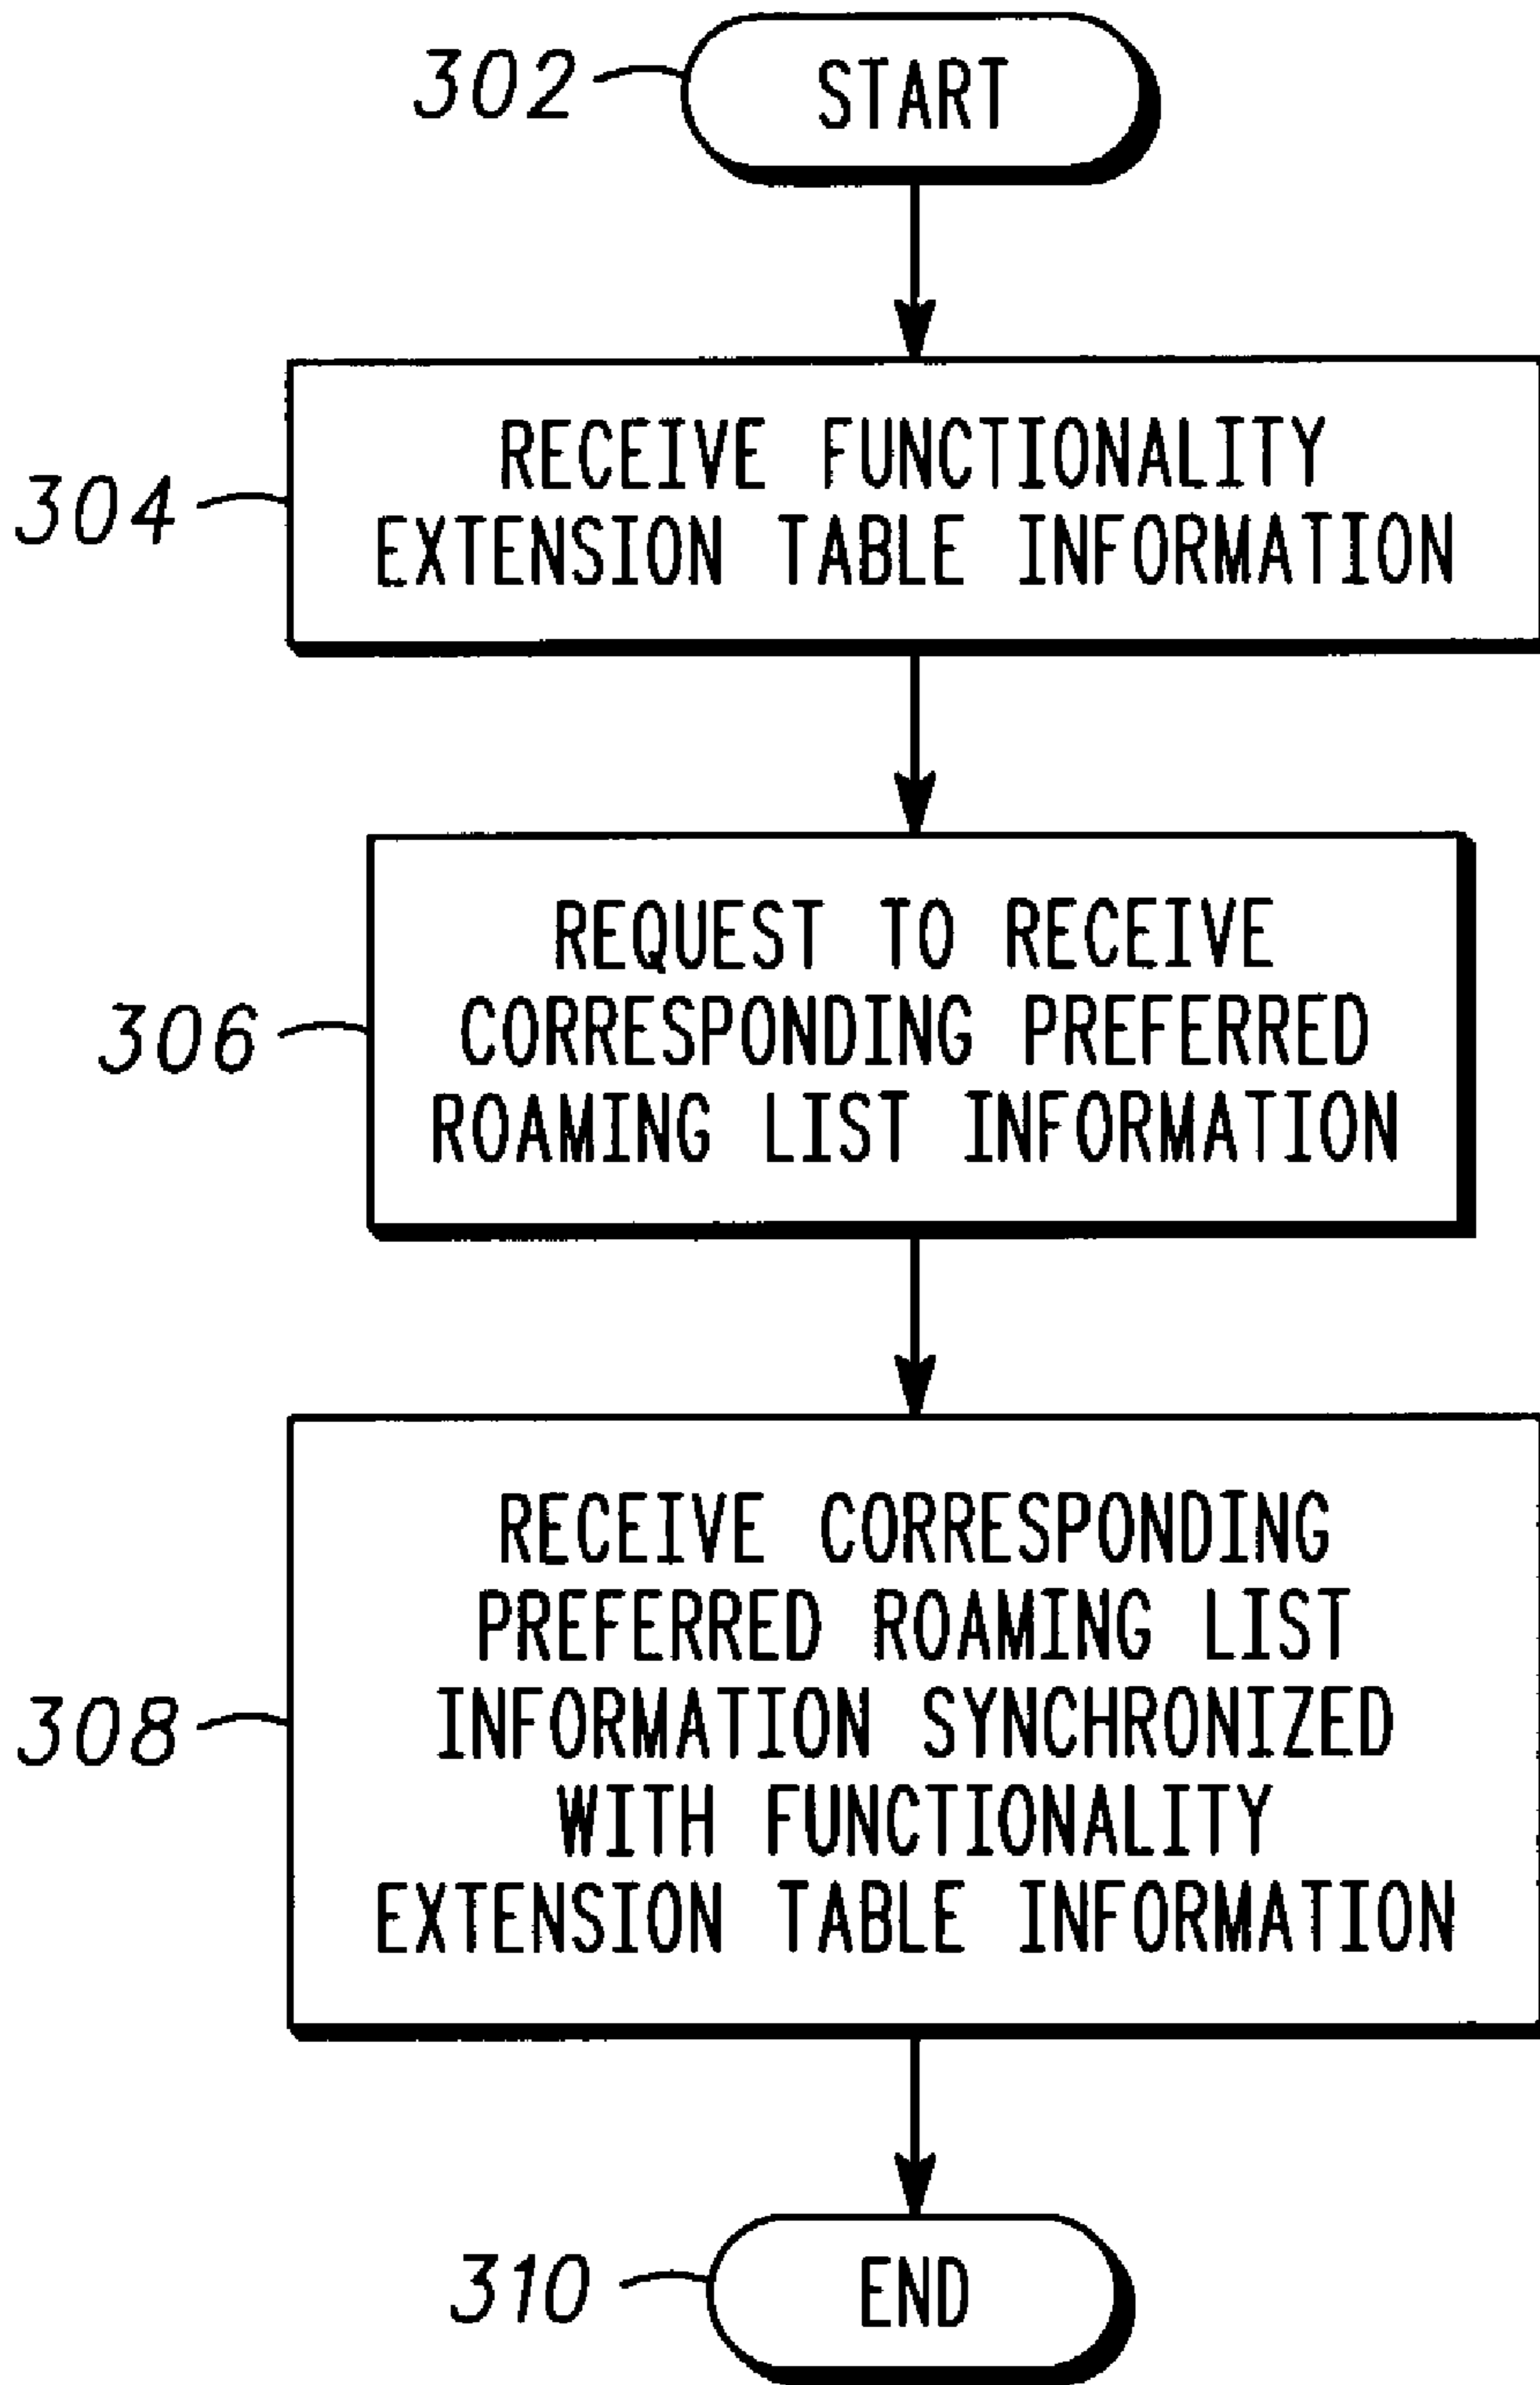 302
START
304
RECEIVE FUNCTIONALITY
EXTENSION TABLE INFORMATION
306
REQUEST TO RECEIVE
CORRESPONDING PREFERRED
ROAMING LIST INFORMATION
308
RECEIVE CORRESPONDING
PREFERRED ROAMING LIST
INFORMATION SYNCHRONIZED
WITH FUNCTIONALITY
EXTENSION TABLE INFORMATION
310
END